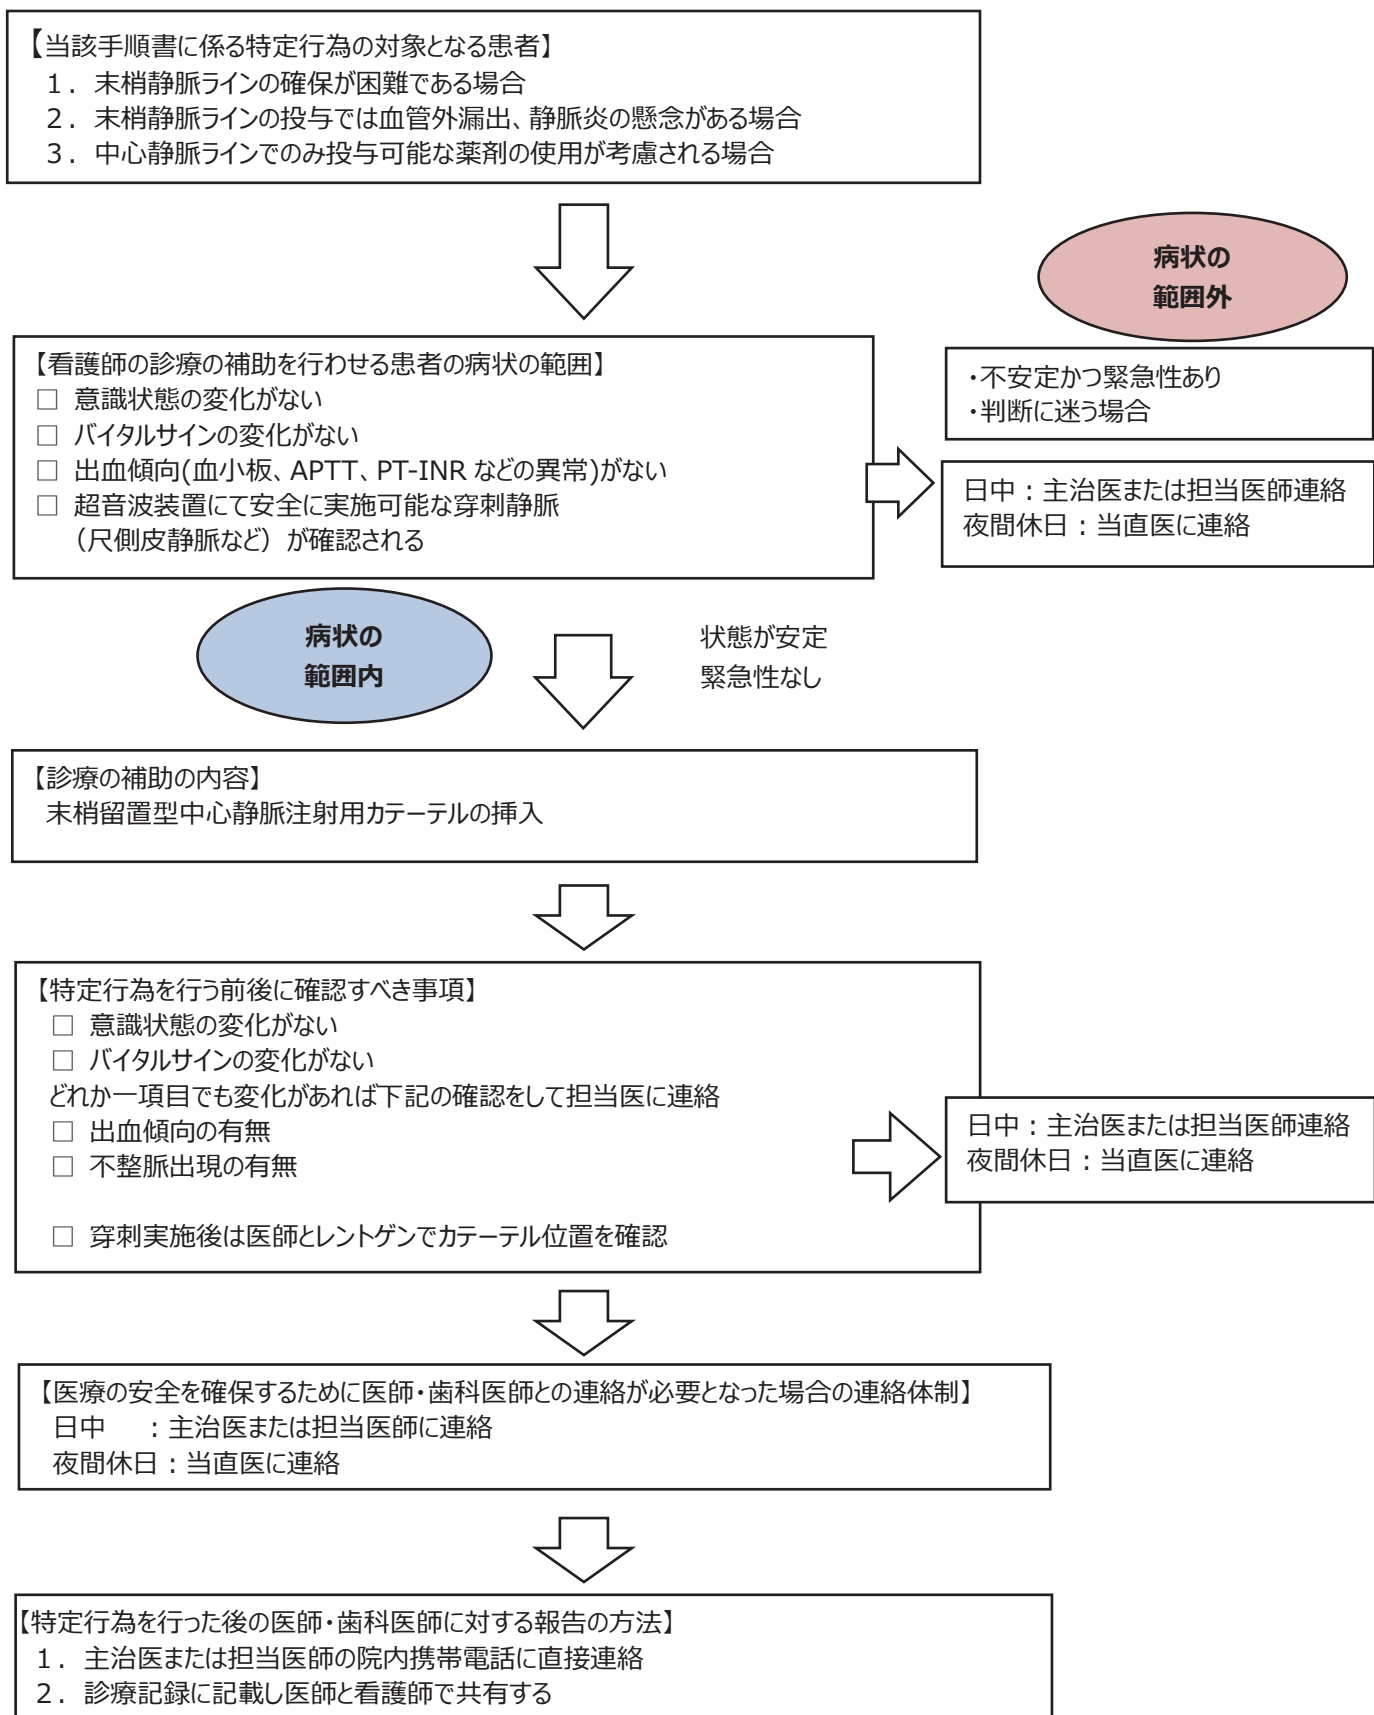 【当該手順書に係る特定行為の対象となる患者】
1．末梢静脈ラインの確保が困難である場合
2．末梢静脈ラインの投与では血管外漏出、静脈炎の懸念がある場合
3．中心静脈ラインでのみ投与可能な薬剤の使用が考慮される場合
病状の
範囲外
【看護師の診療の補助を行わせる患者の病状の範囲】
□ 意識状態の変化がない
□ バイタルサインの変化がない
□ 出血傾向(血小板、APTT、PT-INR などの異常)がない
□ 超音波装置にて安全に実施可能な穿刺静脈
（尺側皮静脈など）が確認される
・不安定かつ緊急性あり
・判断に迷う場合
日中：主治医または担当医師連絡
夜間休日：当直医に連絡
病状の
範囲内
状態が安定
緊急性なし
【診療の補助の内容】
末梢留置型中心静脈注射用カテーテルの挿入
【特定行為を行う前後に確認すべき事項】
□ 意識状態の変化がない
□ バイタルサインの変化がない
どれか一項目でも変化があれば下記の確認をして担当医に連絡
□ 出血傾向の有無
□ 不整脈出現の有無
□ 穿刺実施後は医師とレントゲンでカテーテル位置を確認
日中：主治医または担当医師連絡
夜間休日：当直医に連絡
【医療の安全を確保するために医師・歯科医師との連絡が必要となった場合の連絡体制】
日中　：主治医または担当医師に連絡
夜間休日：当直医に連絡
【特定行為を行った後の医師・歯科医師に対する報告の方法】
1．主治医または担当医師の院内携帯電話に直接連絡
2．診療記録に記載し医師と看護師で共有する